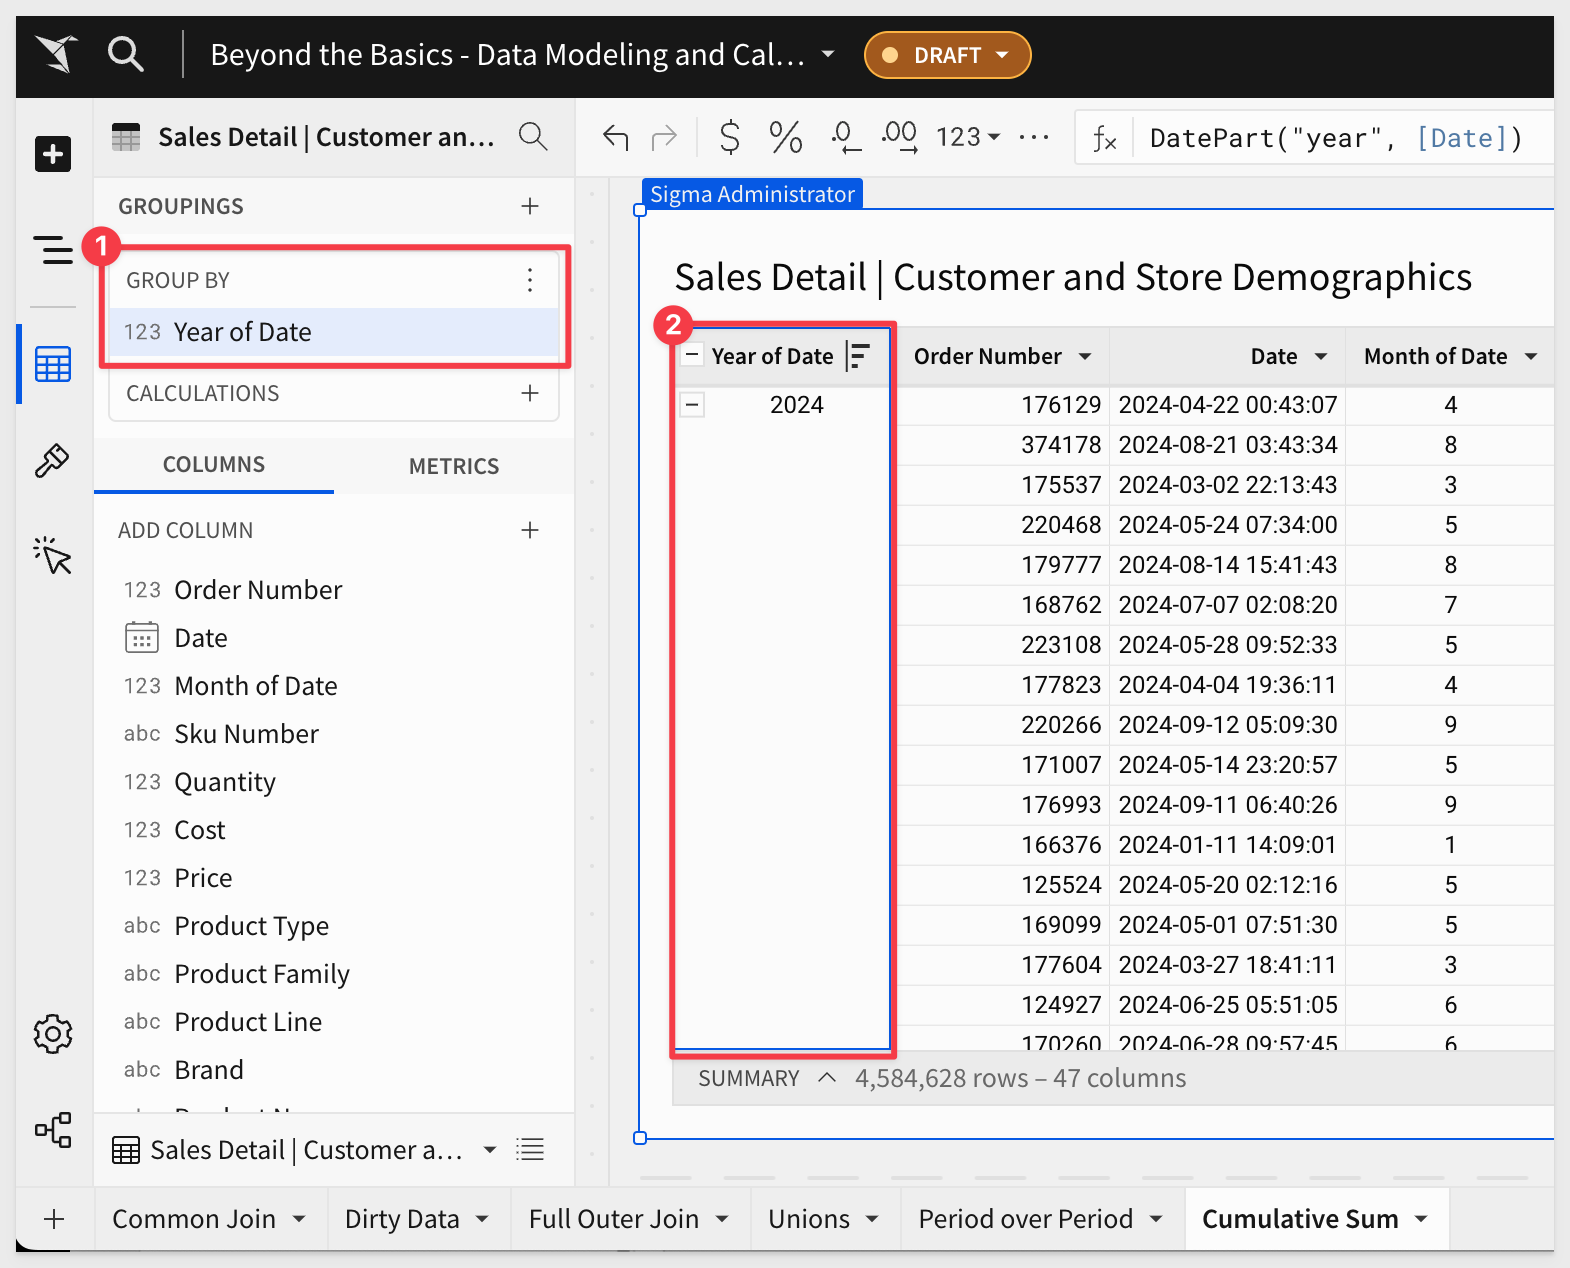 Beyond the Basics - Data Modeling and Cal...
DRAFT
Sales Detail | Customer an...
$ % .0 .00 123 ...
fx DatePart("year", [Date])
GROUPINGS
1
GROUP BY
123 Year of Date
CALCULATIONS
COLUMNS METRICS
ADD COLUMN
123 Order Number
Date
123 Month of Date
abc Sku Number
123 Quantity
123 Cost
123 Price
abc Product Type
abc Product Family
abc Product Line
abc Brand
Sales Detail | Customer a...
Sigma Administrator
Sales Detail | Customer and Store Demographics
2
Year of Date Order Number Date Month of Date
2024 176129 2024-04-22 00:43:07 4
374178 2024-08-21 03:43:34 8
175537 2024-03-02 22:13:43 3
220468 2024-05-24 07:34:00 5
179777 2024-08-14 15:41:43 8
168762 2024-07-07 02:08:20 7
223108 2024-05-28 09:52:33 5
177823 2024-04-04 19:36:11 4
220266 2024-09-12 05:09:30 9
171007 2024-05-14 23:20:57 5
176993 2024-09-11 06:40:26 9
166376 2024-01-11 14:09:01 1
125524 2024-05-20 02:12:16 5
169099 2024-05-01 07:51:30 5
177604 2024-03-27 18:41:11 3
124927 2024-06-25 05:51:05 6
170260 2024-06-28 09:57:45 6
SUMMARY 4,584,628 rows – 47 columns
Common Join Dirty Data Full Outer Join Unions Period over Period Cumulative Sum